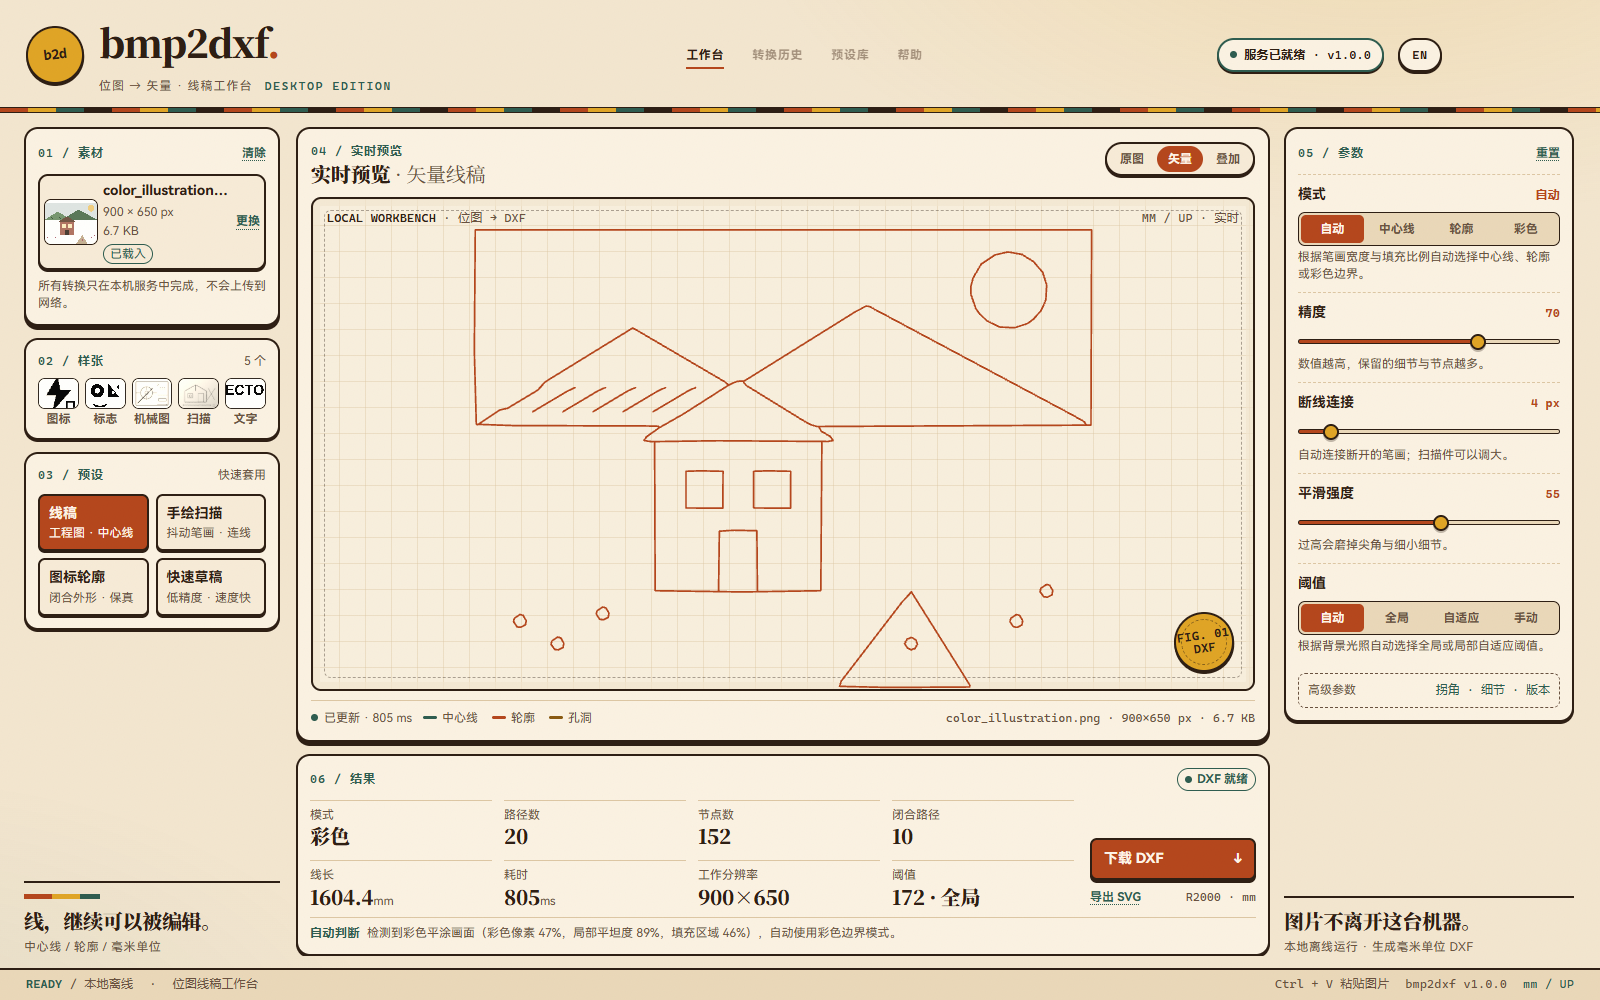 b2d
bmp2dxf.
位图 → 矢量 · 线稿工作台 DESKTOP EDITION
工作台 转换历史 预设库 帮助
服务已就绪 · v1.0.0
EN
01 / 素材 清除
color_illustration...
900 × 650 px
6.7 KB
已载入
更换
所有转换只在本机服务中完成，不会上传到
网络。
02 / 样张 5 个
ECTO
图标 标志 机械图 扫描 文字
03 / 预设 快速套用
线稿
工程图 · 中心线
手绘扫描
抖动笔画 · 连线
图标轮廓
闭合外形 · 保真
快速草稿
低精度 · 速度快
线，继续可以被编辑。
中心线 / 轮廓 / 毫米单位
04 / 实时预览
实时预览 · 矢量线稿
原图 矢量 叠加
LOCAL WORKBENCH · 位图 → DXF
MM / UP · 实时
FIG. 01
DXF
已更新 · 805 ms 中心线 轮廓 孔洞
color_illustration.png · 900×650 px · 6.7 KB
06 / 结果
DXF 就绪
模式 路径数 节点数 闭合路径
彩色 20 152 10
线长 耗时 工作分辨率 阈值
1604.4mm 805ms 900×650 172 · 全局
下载 DXF ↓
导出 SVG R2000 · mm
自动判断 检测到彩色平涂画面（彩色像素 47%，局部平坦度 89%，填充区域 46%），自动使用彩色边界模式。
05 / 参数 重置
模式 自动
自动 中心线 轮廓 彩色
根据笔画宽度与填充比例自动选择中心线、轮廓
或彩色边界。
精度 70
数值越高，保留的细节与节点越多。
断线连接 4 px
自动连接断开的笔画；扫描件可以调大。
平滑强度 55
过高会磨掉尖角与细小细节。
阈值
自动 全局 自适应 手动
根据背景光照自动选择全局或局部自适应阈值。
高级参数 拐角 · 细节 · 版本
图片不离开这台机器。
本地离线运行 · 生成毫米单位 DXF
READY / 本地离线 · 位图线稿工作台
Ctrl + V 粘贴图片 bmp2dxf v1.0.0 mm / UP